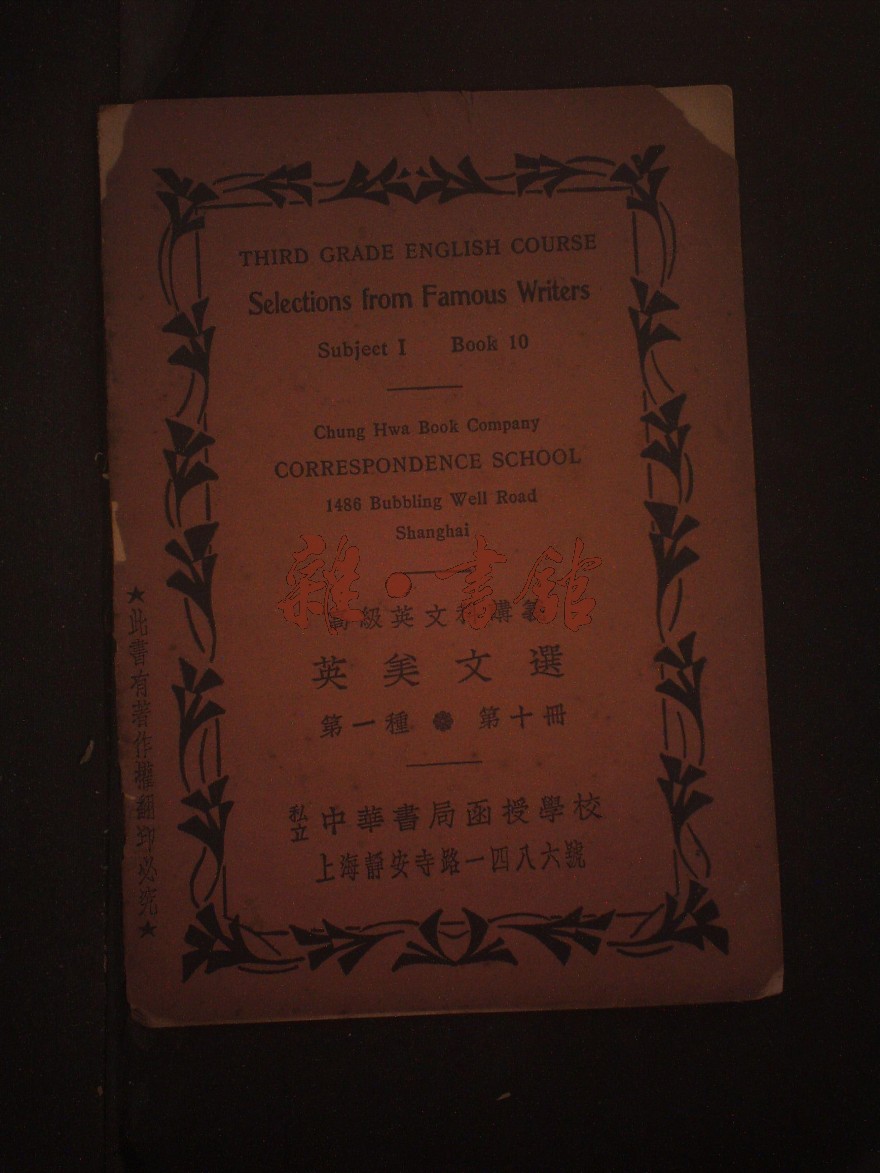 THIRD GRADE ENGLISH COURSE
Selections from Famous Writers
Subject I Book 10
Chung Hwa Book Company
CORRESPONDENCE SCHOOL
1486 Bubbling Well Road
Shanghai
雜·書館
高級英文科講義
英美文選
第一種 第十冊
私立中華書局函授學校
上海靜安寺路一四八六號
★此書有著作權翻印必究★